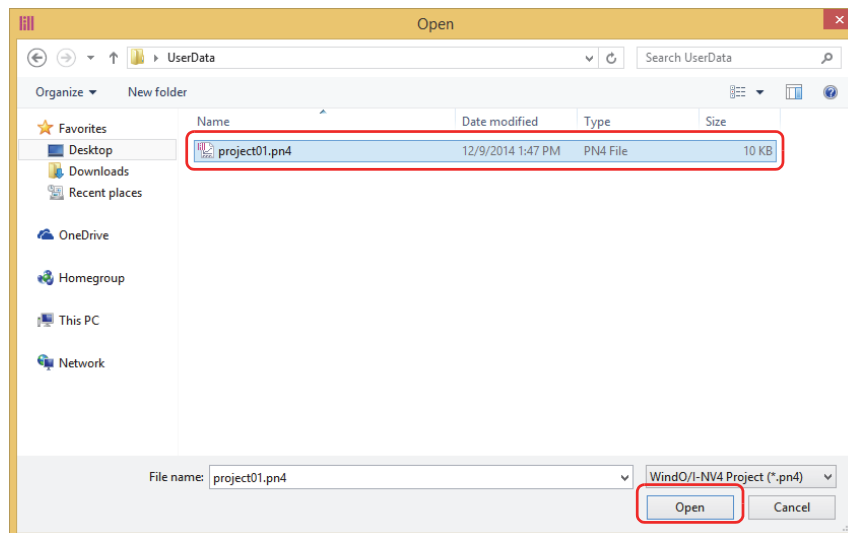 Open
UserData
Search UserData
Organize
New folder
Name Date modified Type Size
Favorites
Desktop
Downloads
Recent places
OneDrive
Homegroup
This PC
Network
project01.pn4 12/9/2014 1:47 PM PN4 File 10 KB
File name: project01.pn4 WindO/I-NV4 Project (*.pn4)
Open Cancel